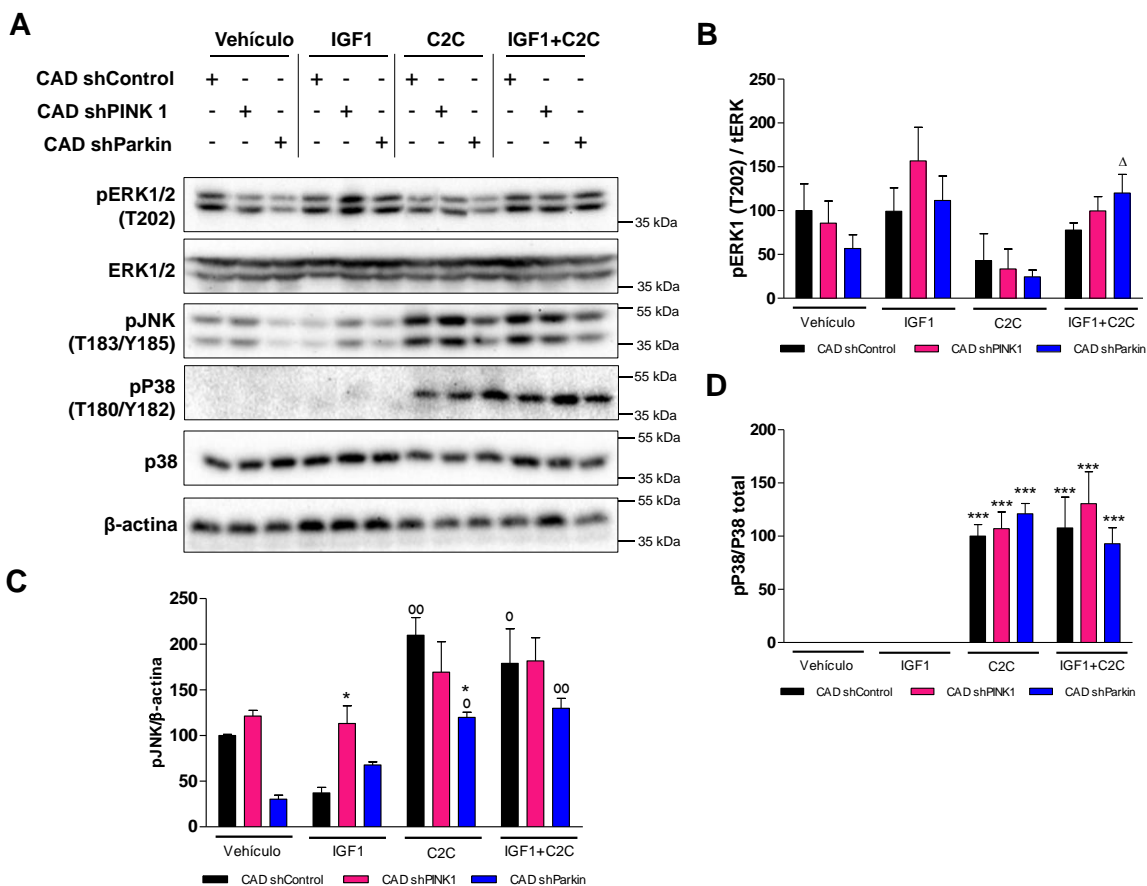 A
Vehículo IGF1 C2C IGF1+C2C
CAD shControl + - - + - - + - - + - -
CAD shPINK 1 - + - - + - - + - - + -
CAD shParkin - - + - - + - - + - - +
pERK1/2
(T202)
35 kDa
ERK1/2
35 kDa
pJNK
(T183/Y185)
55 kDa
35 kDa
pP38
(T180/Y182)
55 kDa
35 kDa
p38
55 kDa
35 kDa
β-actina
55 kDa
35 kDa
B
pERK1 (T202) / tERK
250
200
150
100
50
0
Δ
Vehículo IGF1 C2C IGF1+C2C
CAD shControl CAD shPINK1 CAD shParkin
C
pJNK/β-actina
250
200
150
100
50
0
* oo * o o oo
Vehículo IGF1 C2C IGF1+C2C
CAD shControl CAD shPINK1 CAD shParkin
D
pP38/P38 total
200
150
100
50
0
*** *** *** *** *** ***
Vehículo IGF1 C2C IGF1+C2C
CAD shControl CAD shPINK1 CAD shParkin